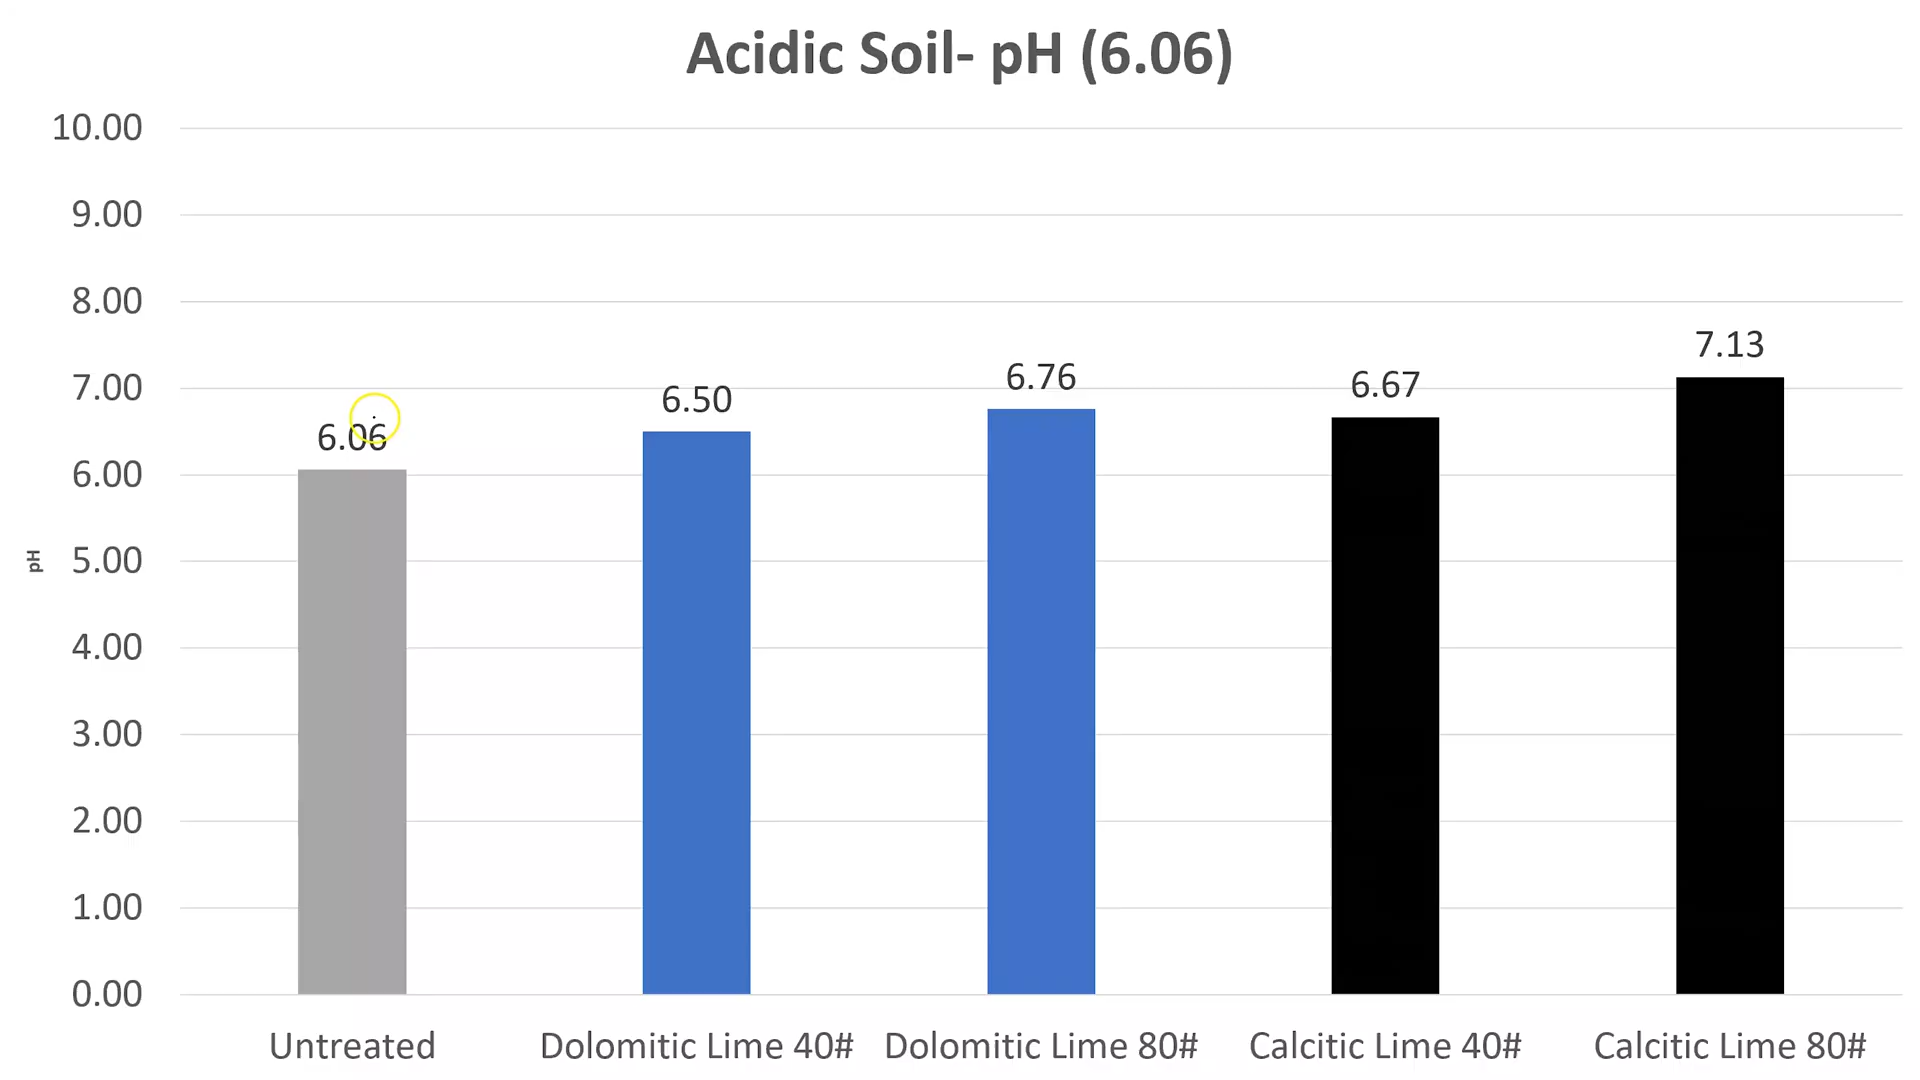 Acidic Soil- pH (6.06)
10.00
9.00
8.00
7.00
6.00
5.00
4.00
3.00
2.00
1.00
0.00
pH
6.06
6.50
6.76
6.67
7.13
Untreated
Dolomitic Lime 40#
Dolomitic Lime 80#
Calcitic Lime 40#
Calcitic Lime 80#